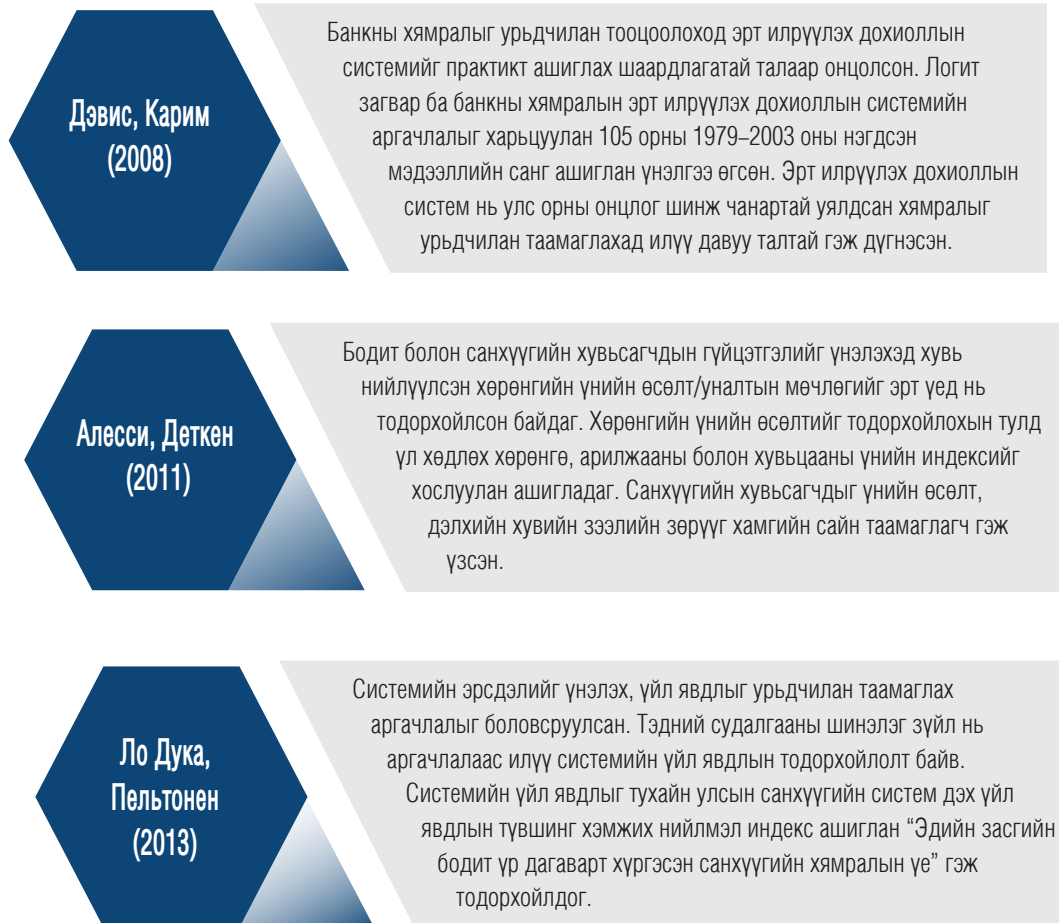 Дэвис, Карим
(2008)
Банкны хямралыг урьдчилан тооцоолоход эрт илрүүлэх дохиоллын
системийг практикт ашиглах шаардлагатай талаар онцолсон. Логит
загвар ба банкны хямралын эрт илрүүлэх дохиоллын системийн
аргачлалыг харьцуулан 105 орны 1979–2003 оны нэгдсэн
мэдээллийн санг ашиглан үнэлгээ өгсөн. Эрт илрүүлэх дохиоллын
систем нь улс орны онцлог шинж чанартай уялдсан хямралыг
урьдчилан таамаглахад илүү давуу талтай гэж дүгнэсэн.
Алесси, Деткен
(2011)
Бодит болон санхүүгийн хувьсагчдын гүйцэтгэлийг үнэлэхэд хувь
нийлүүлсэн хөрөнгийн үнийн өсөлт/уналтын мөчлөгийг эрт үед нь
тодорхойлсон байдаг. Хөрөнгийн үнийн өсөлтийг тодорхойлохын тулд
үл хөдлөх хөрөнгө, арилжааны болон хувьцааны үнийн индексийг
хослуулан ашигладаг. Санхүүгийн хувьсагчдыг үнийн өсөлт,
дэлхийн хувийн зээлийн зөрүүг хамгийн сайн таамаглагч гэж
үзсэн.
Ло Дука,
Пельтонен
(2013)
Системийн эрсдэлийг үнэлэх, үйл явдлыг урьдчилан таамаглах
аргачлалыг боловсруулсан. Тэдний судалгааны шинэлэг зүйл нь
аргачлалаас илүү системийн үйл явдлын тодорхойлолт байв.
Системийн үйл явдлыг тухайн улсын санхүүгийн систем дэх үйл
явдлын түвшинг хэмжих нийлмэл индекс ашиглан “Эдийн засгийн
бодит үр дагаварт хүргэсэн санхүүгийн хямралын үе” гэж
тодорхойлдог.